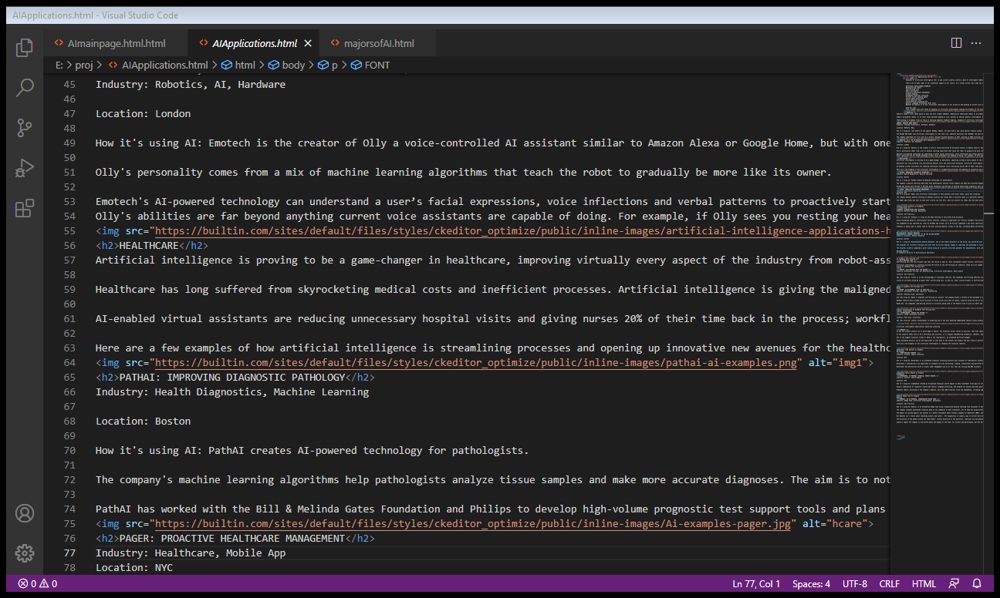 AIApplications.html - Visual Studio Code
AImainpage.html.html
AIApplications.html
majorsofAI.html
E: > proj > AIApplications.html > html > body > p > FONT
45 Industry: Robotics, AI, Hardware
46
47 Location: London
48
49 How it's using AI: Emotech is the creator of Olly a voice-controlled AI assistant similar to Amazon Alexa or Google Home, but with one
50
51 Olly's personality comes from a mix of machine learning algorithms that teach the robot to gradually be more like its owner.
52
53 Emotech's AI-powered technology can understand a user’s facial expressions, voice inflections and verbal patterns to proactively start
54 Olly's abilities are far beyond anything current voice assistants are capable of doing. For example, if Olly sees you resting your hea
55 <img src="https://builtin.com/sites/default/files/styles/ckeditor_optimize/public/inline-images/artificial-intelligence-applications-h
56 <h2>HEALTHCARE</h2>
57 Artificial intelligence is proving to be a game-changer in healthcare, improving virtually every aspect of the industry from robot-ass
58
59 Healthcare has long suffered from skyrocketing medical costs and inefficient processes. Artificial intelligence is giving the maligned
60
61 AI-enabled virtual assistants are reducing unnecessary hospital visits and giving nurses 20% of their time back in the process; workfl
62
63 Here are a few examples of how artificial intelligence is streamlining processes and opening up innovative new avenues for the healthc
64 <img src="https://builtin.com/sites/default/files/styles/ckeditor_optimize/public/inline-images/pathai-ai-examples.png" alt="img1">
65 <h2>PATHAI: IMPROVING DIAGNOSTIC PATHOLOGY</h2>
66 Industry: Health Diagnostics, Machine Learning
67
68 Location: Boston
69
70 How it's using AI: PathAI creates AI-powered technology for pathologists.
71
72 The company's machine learning algorithms help pathologists analyze tissue samples and make more accurate diagnoses. The aim is to not
73
74 PathAI has worked with the Bill & Melinda Gates Foundation and Philips to develop high-volume prognostic test support tools and plans
75 <img src="https://builtin.com/sites/default/files/styles/ckeditor_optimize/public/inline-images/Ai-examples-pager.jpg" alt="hcare">
76 <h2>PAGER: PROACTIVE HEALTHCARE MANAGEMENT</h2>
77 Industry: Healthcare, Mobile App
78 Location: NYC
0 0 Ln 77, Col 1 Spaces: 4 UTF-8 CRLF HTML